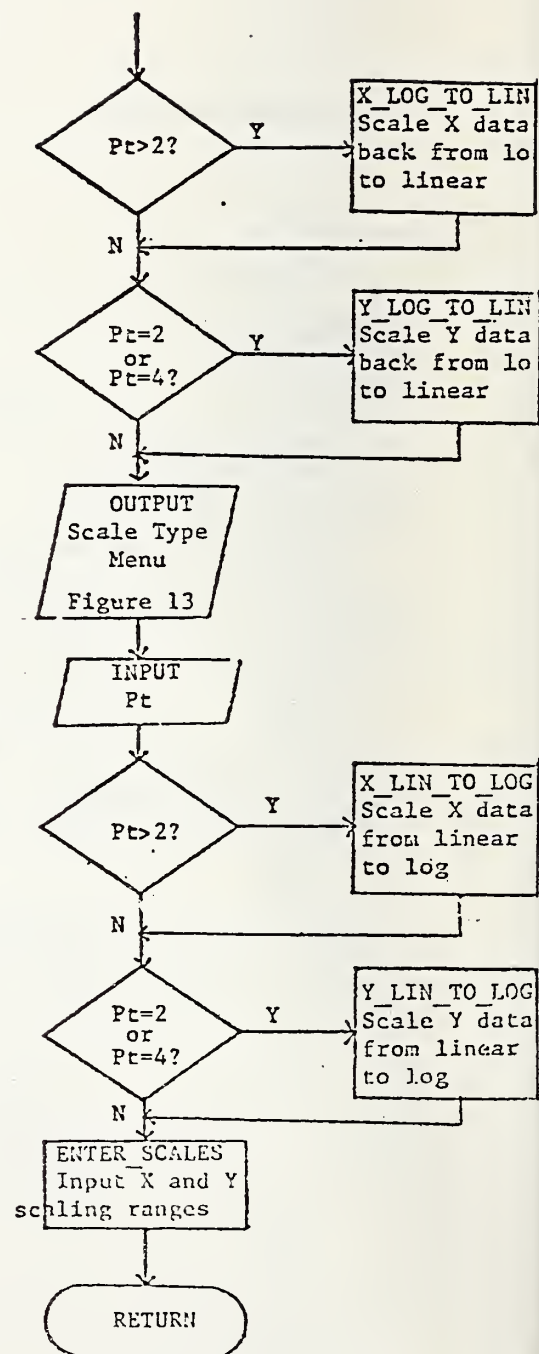 Pt>2?
Y
X_LOG_TO_LIN
Scale X data
back from lo
to linear
N
Pt=2
or
Pt=4?
Y
Y_LOG_TO_LIN
Scale Y data
back from lo
to linear
N
OUTPUT
Scale Type
Menu
Figure 13
INPUT
Pt
Pt>2?
Y
X_LIN_TO_LOG
Scale X data
from linear
to log
N
Pt=2
or
Pt=4?
Y
Y_LIN_TO_LOG
Scale Y data
from linear
to log
N
ENTER_SCALES
Input X and Y
scaling ranges
RETURN